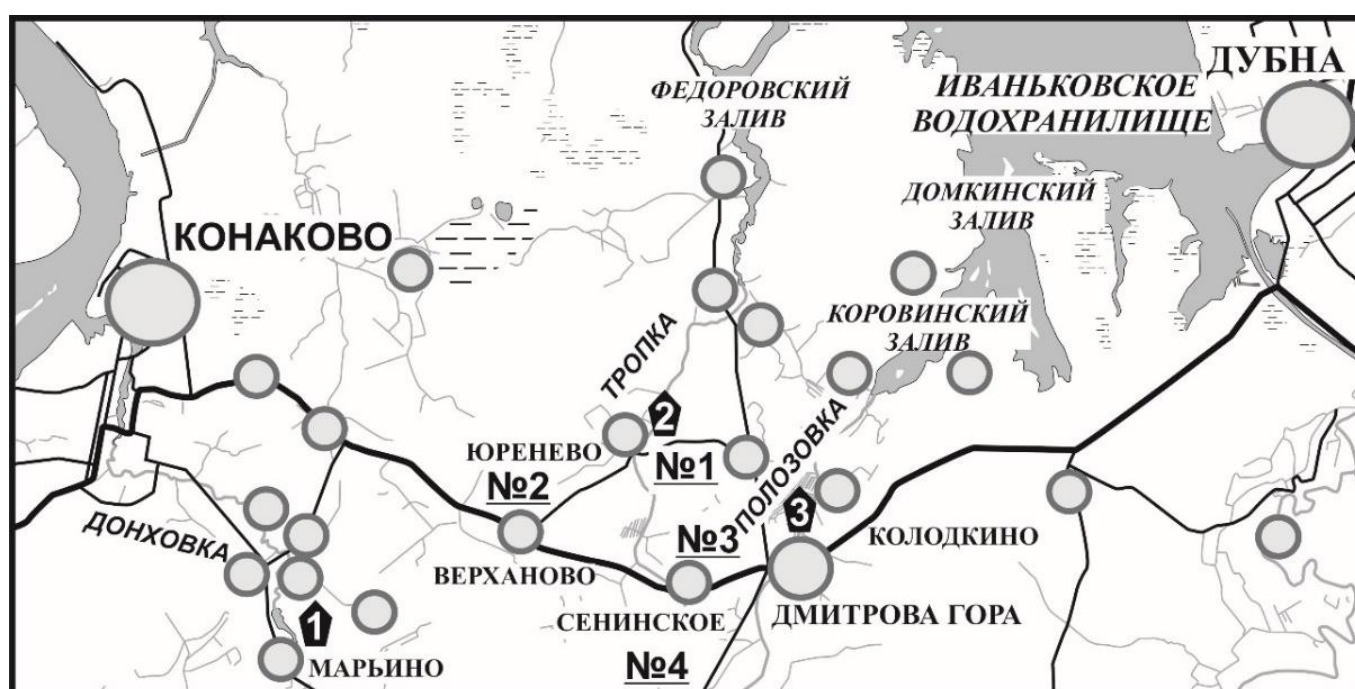 ДУБНА
ФЕДОРОВСКИЙ
ЗАЛИВ
ИВАНЬКОВСКОЕ
ВОДОХРАНИЛИЩЕ
ДОМКИНСКИЙ
ЗАЛИВ
КОНАКОВО
КОРОВИНСКИЙ
ЗАЛИВ
ТРОПКА
2
ЮРЕНЕВО
№1
№2
ПОЛОЗОВКА
3
ДОНХОВКА
№3
КОЛОДКИНО
ВЕРХАНОВО
СЕНИНСКОЕ
ДМИТРОВА ГОРА
1
МАРЬИНО
№4